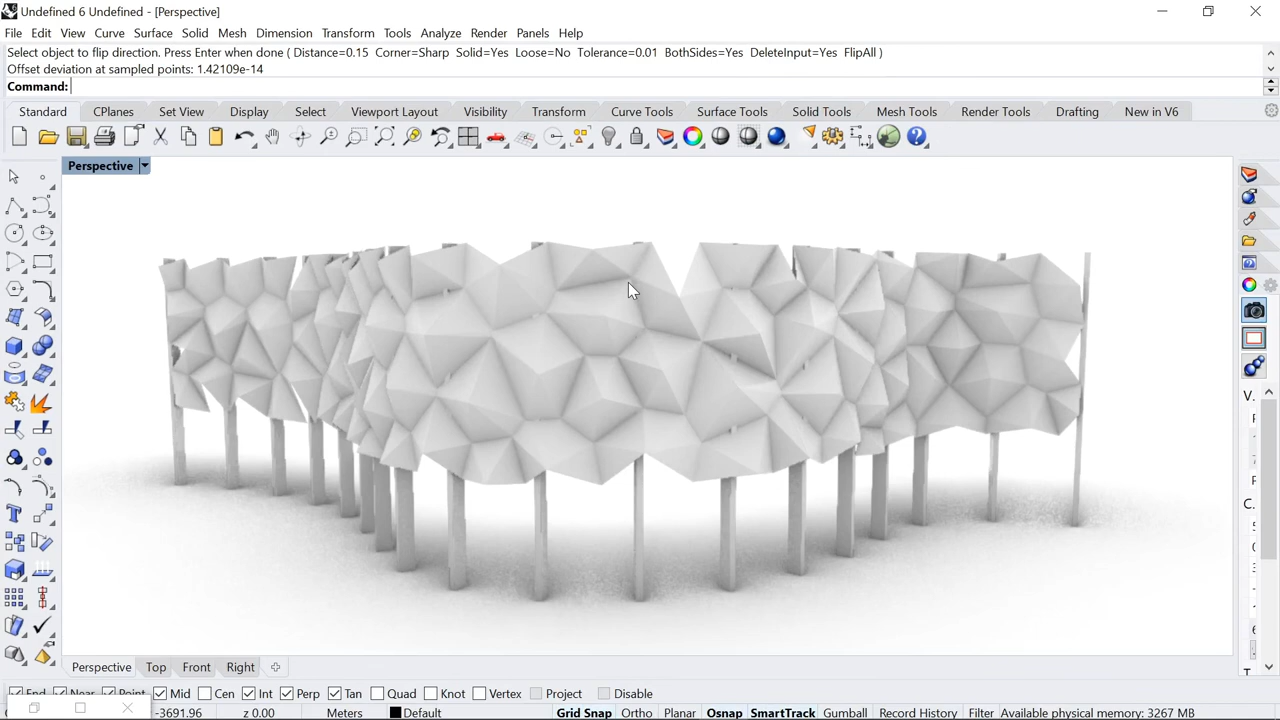 Undefined 6 Undefined - [Perspective]
File Edit View Curve Surface Solid Mesh Dimension Transform Tools Analyze Render Panels Help
Select object to flip direction. Press Enter when done ( Distance=0.15 Corner=Sharp Solid=Yes Loose=No Tolerance=0.01 BothSides=Yes DeleteInput=Yes FlipAll )
Offset deviation at sampled points: 1.42109e-14
Command:
Standard CPlanes Set View Display Select Viewport Layout Visibility Transform Curve Tools Surface Tools Solid Tools Mesh Tools Render Tools Drafting New in V6
Perspective
V.
C.
Perspective Top Front Right
End Near Point Mid Cen Int Perp Tan Quad Knot Vertex Project Disable
-3691.96 z 0.00 Meters Default Grid Snap Ortho Planar Osnap SmartTrack Gumball Record History Filter Available physical memory: 3267 MB